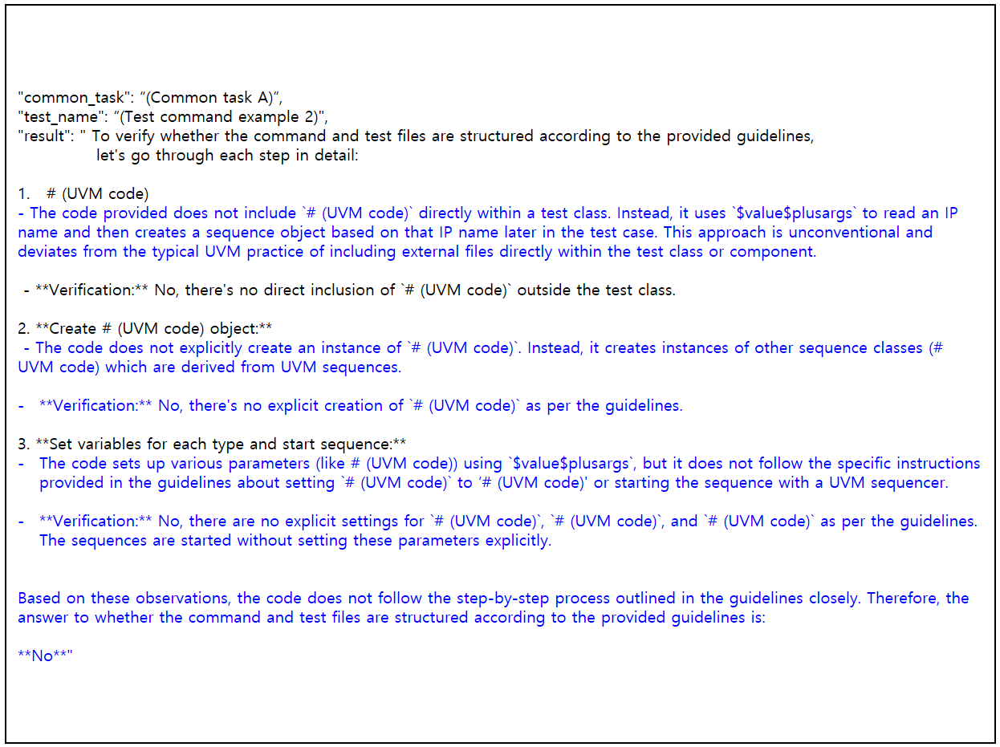 "common_task": “(Common task A)”,
"test_name": “(Test command example 2)",
"result": " To verify whether the command and test files are structured according to the provided guidelines,
let's go through each step in detail:
1. # (UVM code)
- The code provided does not include `# (UVM code)` directly within a test class. Instead, it uses `$value$plusargs` to read an IP
name and then creates a sequence object based on that IP name later in the test case. This approach is unconventional and
deviates from the typical UVM practice of including external files directly within the test class or component.
- **Verification:** No, there's no direct inclusion of `# (UVM code)` outside the test class.
2. **Create # (UVM code) object:**
- The code does not explicitly create an instance of `# (UVM code)`. Instead, it creates instances of other sequence classes (#
UVM code) which are derived from UVM sequences.
- **Verification:** No, there's no explicit creation of `# (UVM code)` as per the guidelines.
3. **Set variables for each type and start sequence:**
- The code sets up various parameters (like # (UVM code)) using `$value$plusargs`, but it does not follow the specific instructions
provided in the guidelines about setting `# (UVM code)` to ‘# (UVM code)' or starting the sequence with a UVM sequencer.
- **Verification:** No, there are no explicit settings for `# (UVM code)`, `# (UVM code)`, and `# (UVM code)` as per the guidelines.
The sequences are started without setting these parameters explicitly.
Based on these observations, the code does not follow the step-by-step process outlined in the guidelines closely. Therefore, the
answer to whether the command and test files are structured according to the provided guidelines is:
**No**"